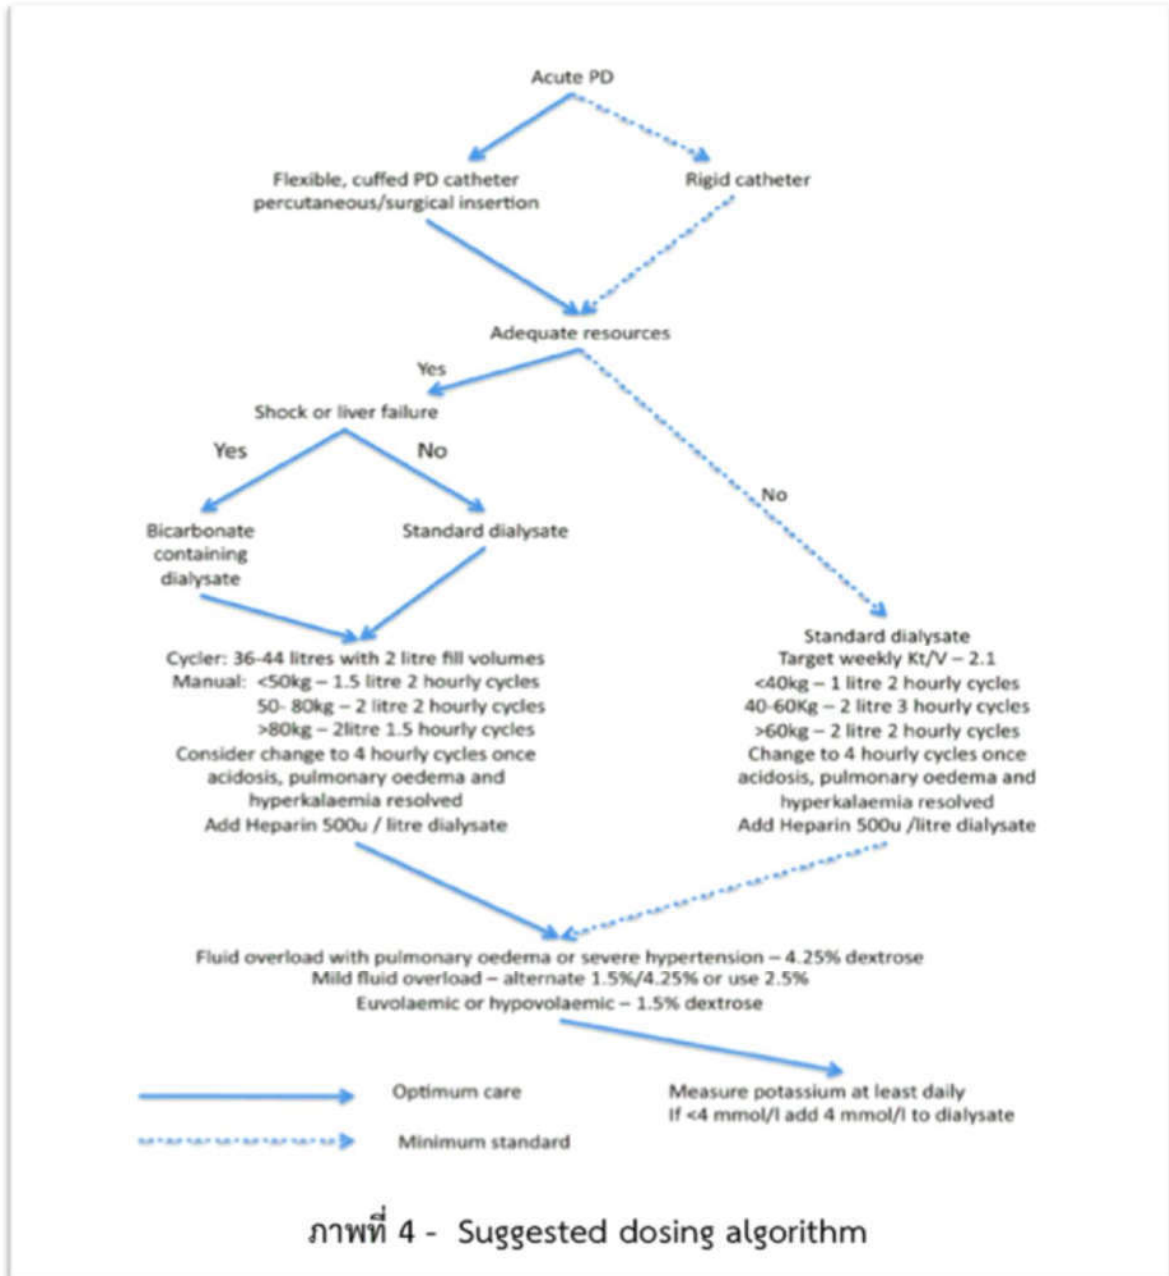 Acute PD
Flexible, cuffed PD catheter
percutaneous/surgical insertion
Rigid catheter
Adequate resources
Yes
Shock or liver failure
Yes
No
No
Bicarbonate
containing
dialysate
Standard dialysate
Cycler: 36-44 litres with 2 litre fill volumes
Manual: <50kg – 1.5 litre 2 hourly cycles
50- 80kg – 2 litre 2 hourly cycles
>80kg – 2litre 1.5 hourly cycles
Consider change to 4 hourly cycles once
acidosis, pulmonary oedema and
hyperkalaemia resolved
Add Heparin 500u / litre dialysate
Standard dialysate
Target weekly Kt/V – 2.1
<40kg – 1 litre 2 hourly cycles
40-60Kg – 2 litre 3 hourly cycles
>60kg – 2 litre 2 hourly cycles
Change to 4 hourly cycles once
acidosis, pulmonary oedema and
hyperkalaemia resolved
Add Heparin 500u /litre dialysate
Fluid overload with pulmonary oedema or severe hypertension – 4.25% dextrose
Mild fluid overload – alternate 1.5%/4.25% or use 2.5%
Euvolaemic or hypovolaemic – 1.5% dextrose
Optimum care
Minimum standard
Measure potassium at least daily
If <4 mmol/l add 4 mmol/l to dialysate
ภาพที่ 4 - Suggested dosing algorithm